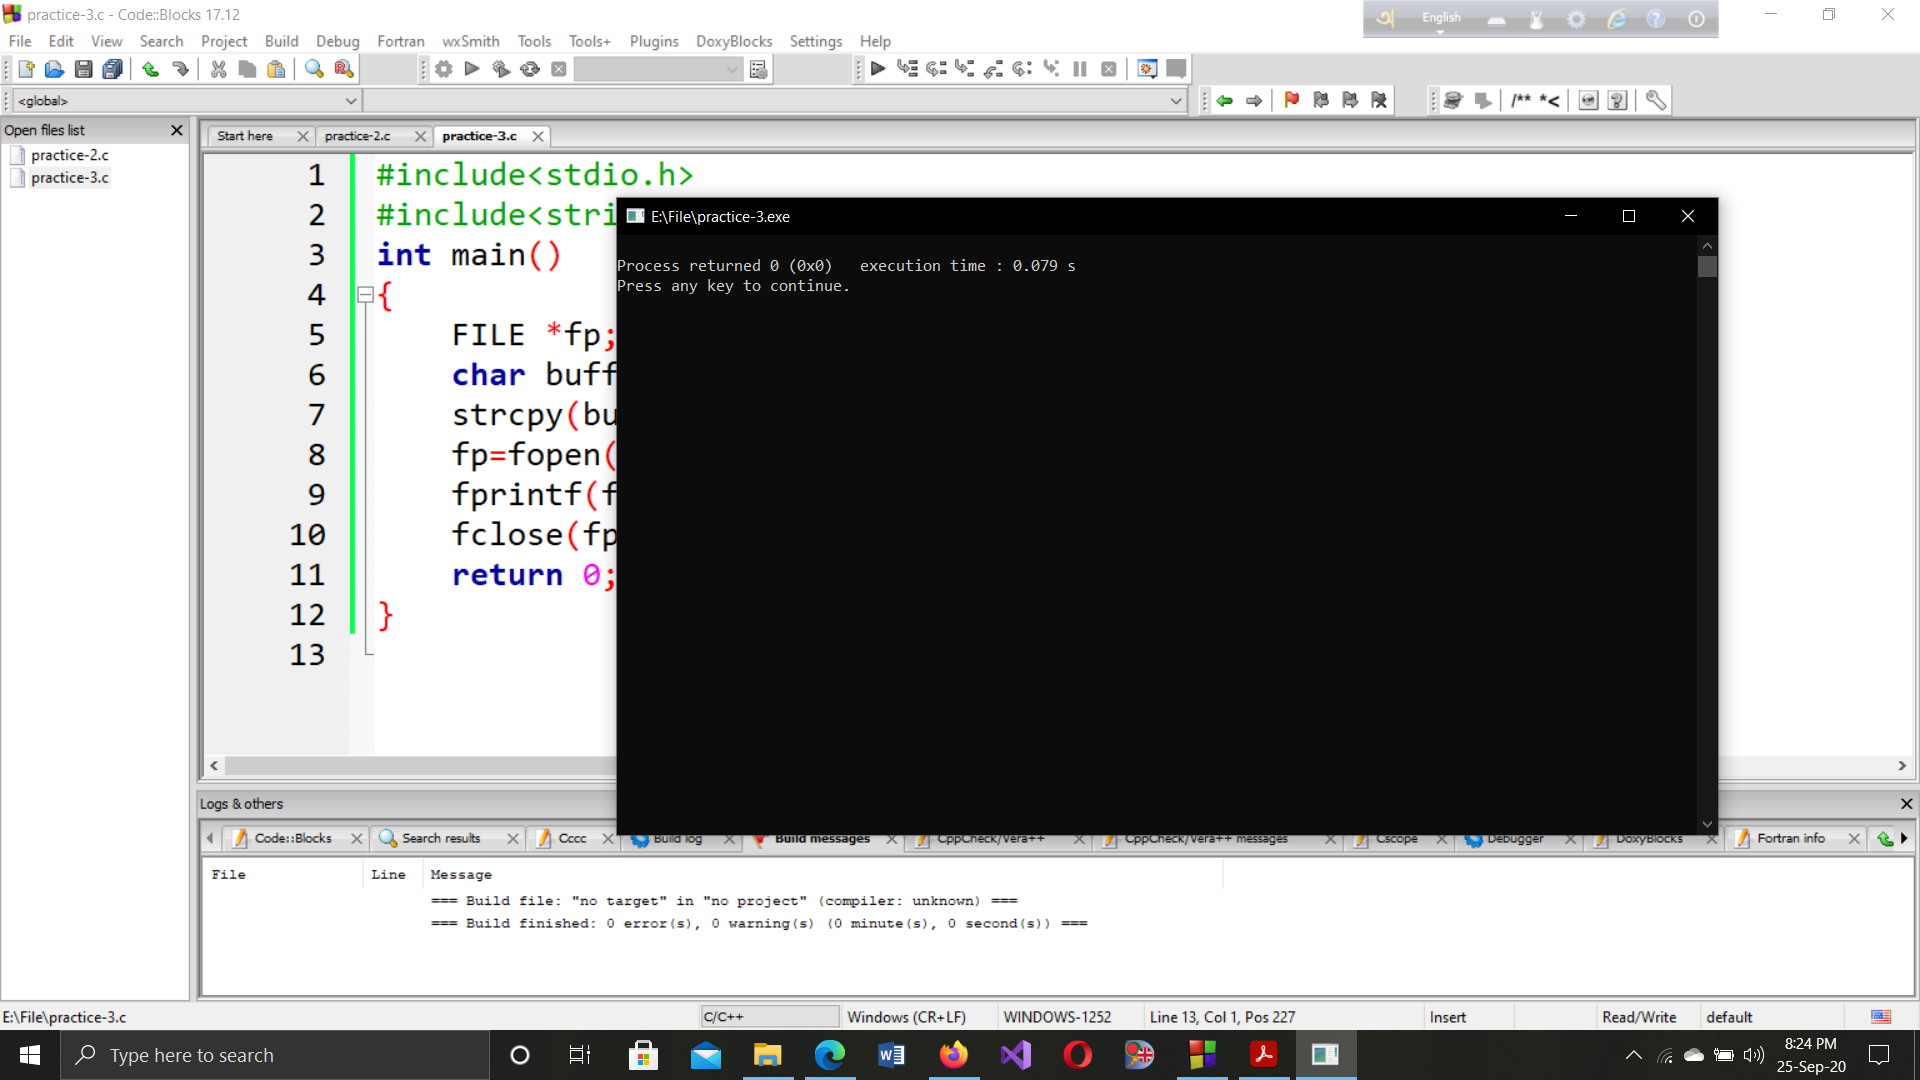 practice-3.c - Code::Blocks 17.12
English
File Edit View Search Project Build Debug Fortran wxSmith Tools Tools+ Plugins DoxyBlocks Settings Help
<global>
/** *<
Open files list
practice-2.c
practice-3.c
Start here practice-2.c practice-3.c
1 #include<stdio.h>
2 #include<stri
3 int main()
4 {
5 FILE *fp;
6 char buff
7 strcpy(bu
8 fp=fopen(
9 fprintf(f
10 fclose(fp
11 return 0;
12 }
13
E:\File\practice-3.exe
Process returned 0 (0x0)   execution time : 0.079 s
Press any key to continue.
Logs & others
Code::Blocks Search results Cccc Build log Build messages CppCheck/Vera++ CppCheck/Vera++ messages Cscope Debugger DoxyBlocks Fortran info
File Line Message
=== Build file: "no target" in "no project" (compiler: unknown) ===
=== Build finished: 0 error(s), 0 warning(s) (0 minute(s), 0 second(s)) ===
E:\File\practice-3.c C/C++ Windows (CR+LF) WINDOWS-1252 Line 13, Col 1, Pos 227 Insert Read/Write default
Type here to search
8:24 PM
25-Sep-20